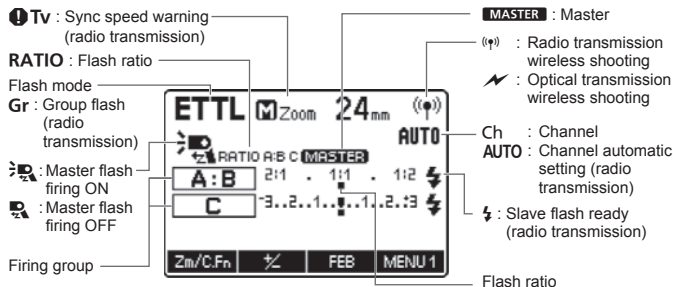 Tv : Sync speed warning
(radio transmission)
RATIO : Flash ratio
Flash mode
Gr : Group flash
(radio
transmission)
: Master flash
firing ON
: Master flash
firing OFF
Firing group
ETTL M Zoom 24mm
AUTO
RATIO A:B C MASTER
A:B 2:1 . 1:1 . 1:2
C -3..2..1..0..1..2.+3
Zm/C.Fn +/- FEB MENU 1
MASTER : Master
: Radio transmission
wireless shooting
: Optical transmission
wireless shooting
Ch : Channel
AUTO : Channel automatic
setting (radio
transmission)
: Slave flash ready
(radio transmission)
Flash ratio